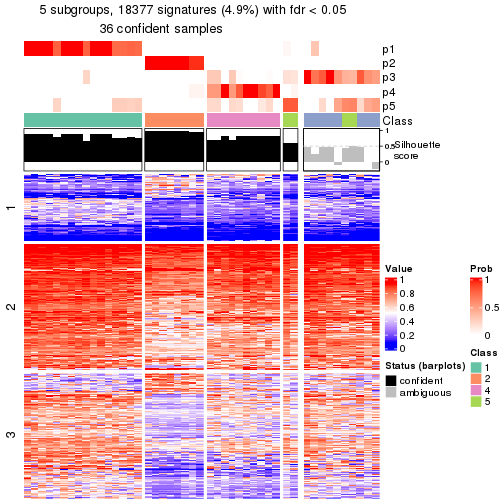 5 subgroups, 18377 signatures (4.9%) with fdr < 0.05
36 confident samples
p1
p2
p3
p4
p5
Class
1
0.5
0
Silhouette
score
1
2
3
Value
1
0.8
0.6
0.4
0.2
0
Status (barplots)
confident
ambiguous
Prob
1
0.5
0
Class
1
2
4
5